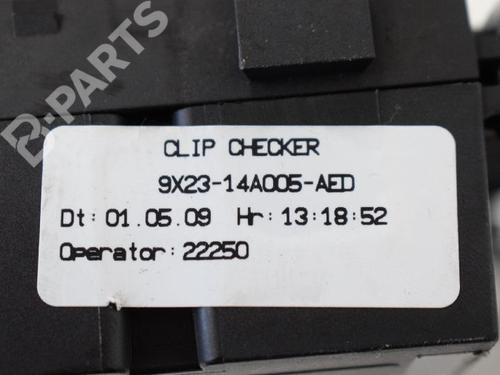 B-PARTS
CLIP CHECKER
9X23-14A005-AED
Dt: 01.05.09 Hr: 13:18:52
Operator: 22250